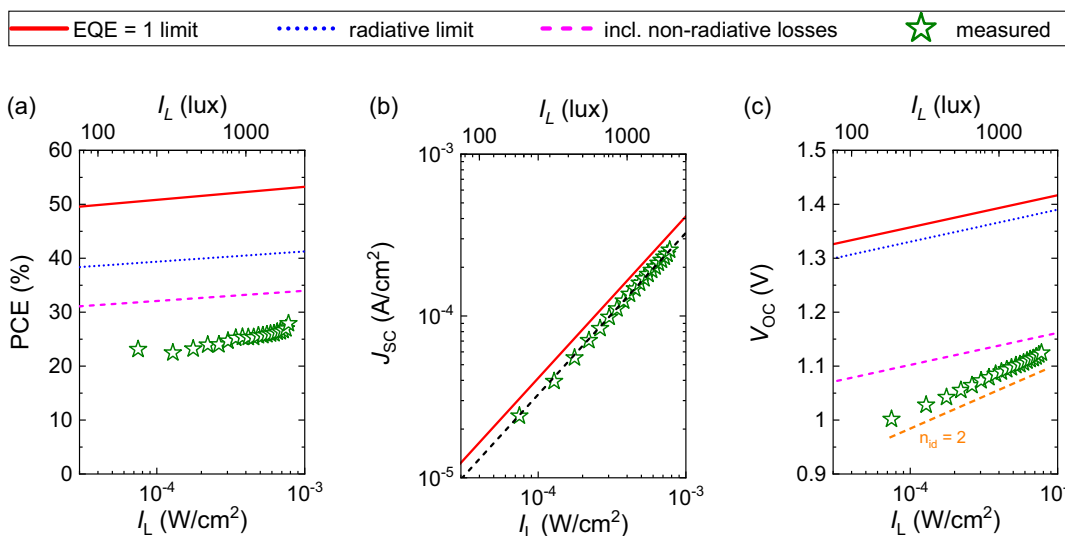 EQE = 1 limit radiative limit incl. non-radiative losses measured
(a) I_L (lux) (b) I_L (lux) (c) I_L (lux)
100 1000 100 1000 100 1000
60
50
40
30
20
10
0
PCE (%)
10⁻⁴ 10⁻³
I_L (W/cm²)
10⁻³
10⁻⁴
10⁻⁵
J_SC (A/cm²)
10⁻⁴ 10⁻³
I_L (W/cm²)
1.5
1.4
1.3
1.2
1.1
1
0.9
V_OC (V)
n_id = 2
10⁻⁴
I_L (W/cm²)